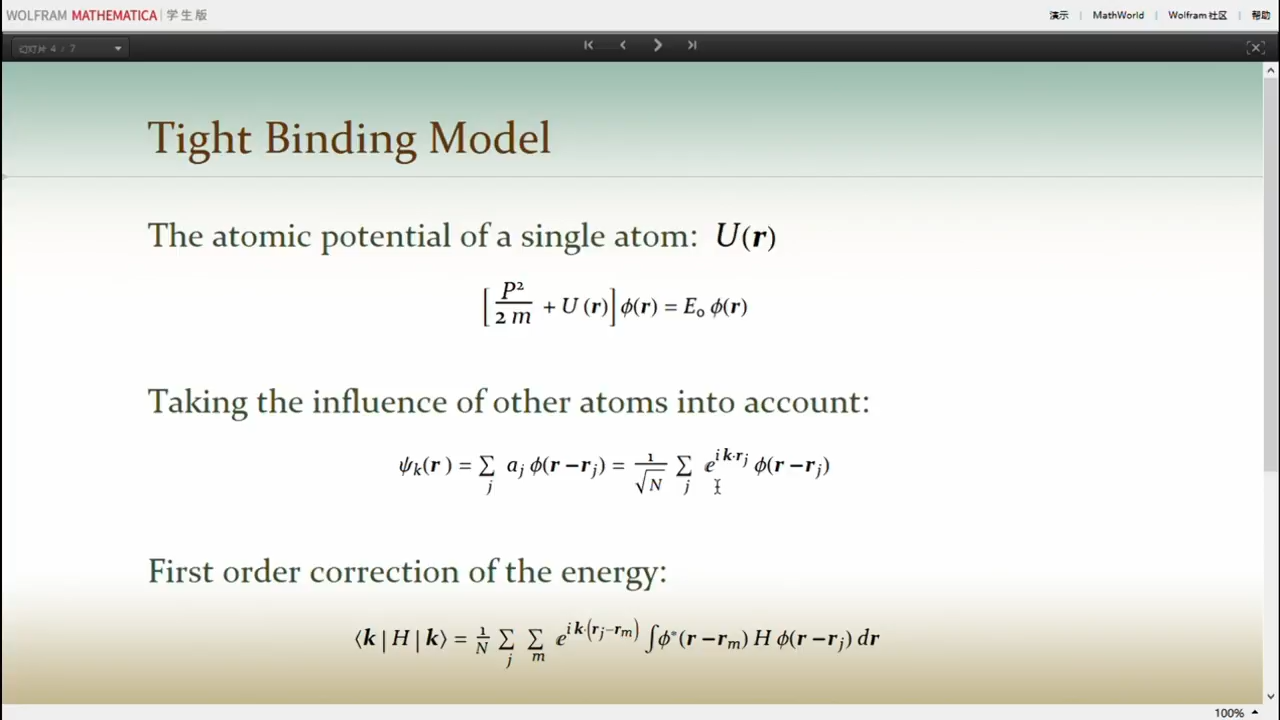 WOLFRAM MATHEMATICA | 学生版 演示 | MathWorld | Wolfram 社区 | 帮助
幻灯片 4 / 7
Tight Binding Model
The atomic potential of a single atom: U(r)
[P²/2 m + U (r)] ϕ(r) = E₀ ϕ(r)
Taking the influence of other atoms into account:
ψₖ(r ) = ∑_j a_j ϕ(r − r_j) = 1/√N ∑_j ⅇ^(i k·r_j) ϕ(r − r_j)
First order correction of the energy:
⟨k | H | k⟩ = 1/N ∑_j ∑_m ⅇ^(i k·(r_j − r_m)) ∫ϕ*(r − r_m) H ϕ(r − r_j) dr
100%